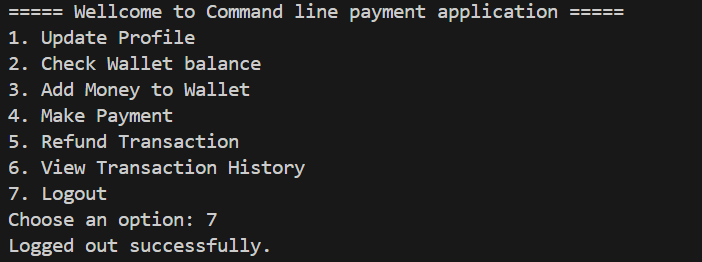 ===== Wellcome to Command line payment application =====
1. Update Profile
2. Check Wallet balance
3. Add Money to Wallet
4. Make Payment
5. Refund Transaction
6. View Transaction History
7. Logout
Choose an option: 7
Logged out successfully.